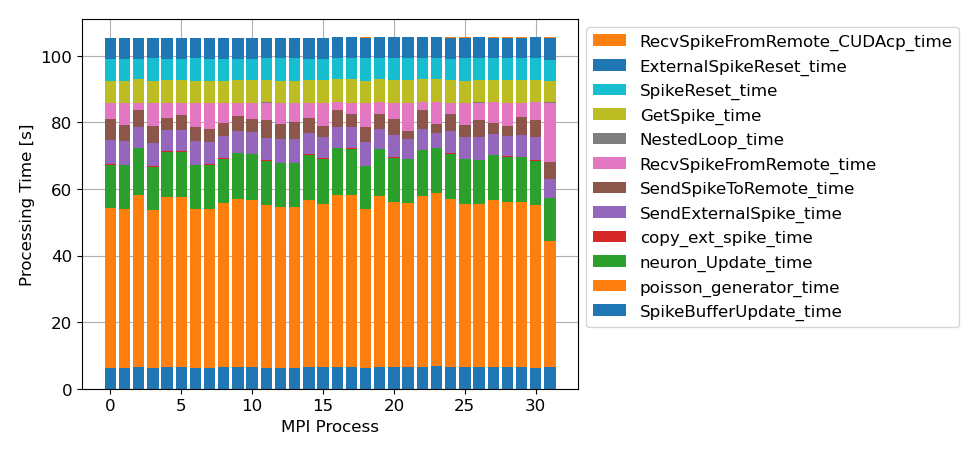 100
80
60
40
20
0
Processing Time [s]
0 5 10 15 20 25 30
MPI Process
RecvSpikeFromRemote_CUDAcp_time
ExternalSpikeReset_time
SpikeReset_time
GetSpike_time
NestedLoop_time
RecvSpikeFromRemote_time
SendSpikeToRemote_time
SendExternalSpike_time
copy_ext_spike_time
neuron_Update_time
poisson_generator_time
SpikeBufferUpdate_time